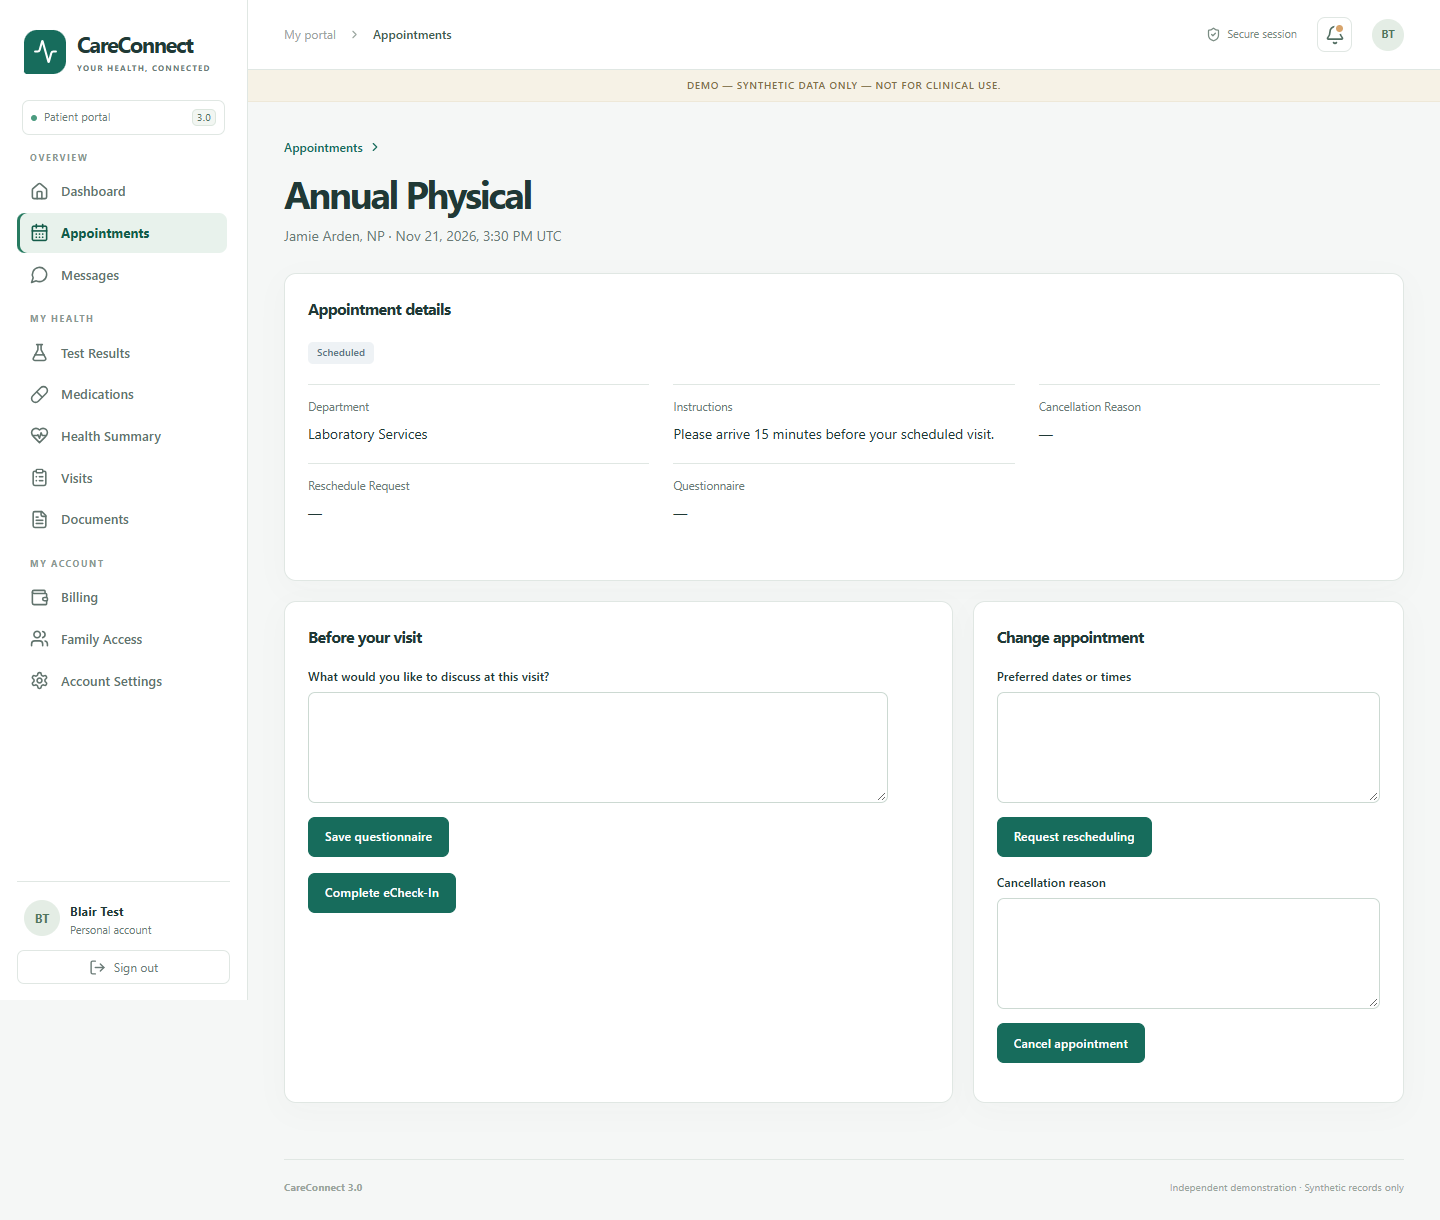 CareConnect
YOUR HEALTH, CONNECTED
Patient portal 3.0
OVERVIEW
Dashboard
Appointments
Messages
MY HEALTH
Test Results
Medications
Health Summary
Visits
Documents
MY ACCOUNT
Billing
Family Access
Account Settings
BT
Blair Test
Personal account
Sign out
My portal Appointments
Secure session
BT
DEMO — SYNTHETIC DATA ONLY — NOT FOR CLINICAL USE.
Appointments
Annual Physical
Jamie Arden, NP · Nov 21, 2026, 3:30 PM UTC
Appointment details
Scheduled
Department
Laboratory Services
Instructions
Please arrive 15 minutes before your scheduled visit.
Cancellation Reason
—
Reschedule Request
—
Questionnaire
—
Before your visit
What would you like to discuss at this visit?
Save questionnaire
Complete eCheck-In
Change appointment
Preferred dates or times
Request rescheduling
Cancellation reason
Cancel appointment
CareConnect 3.0
Independent demonstration · Synthetic records only